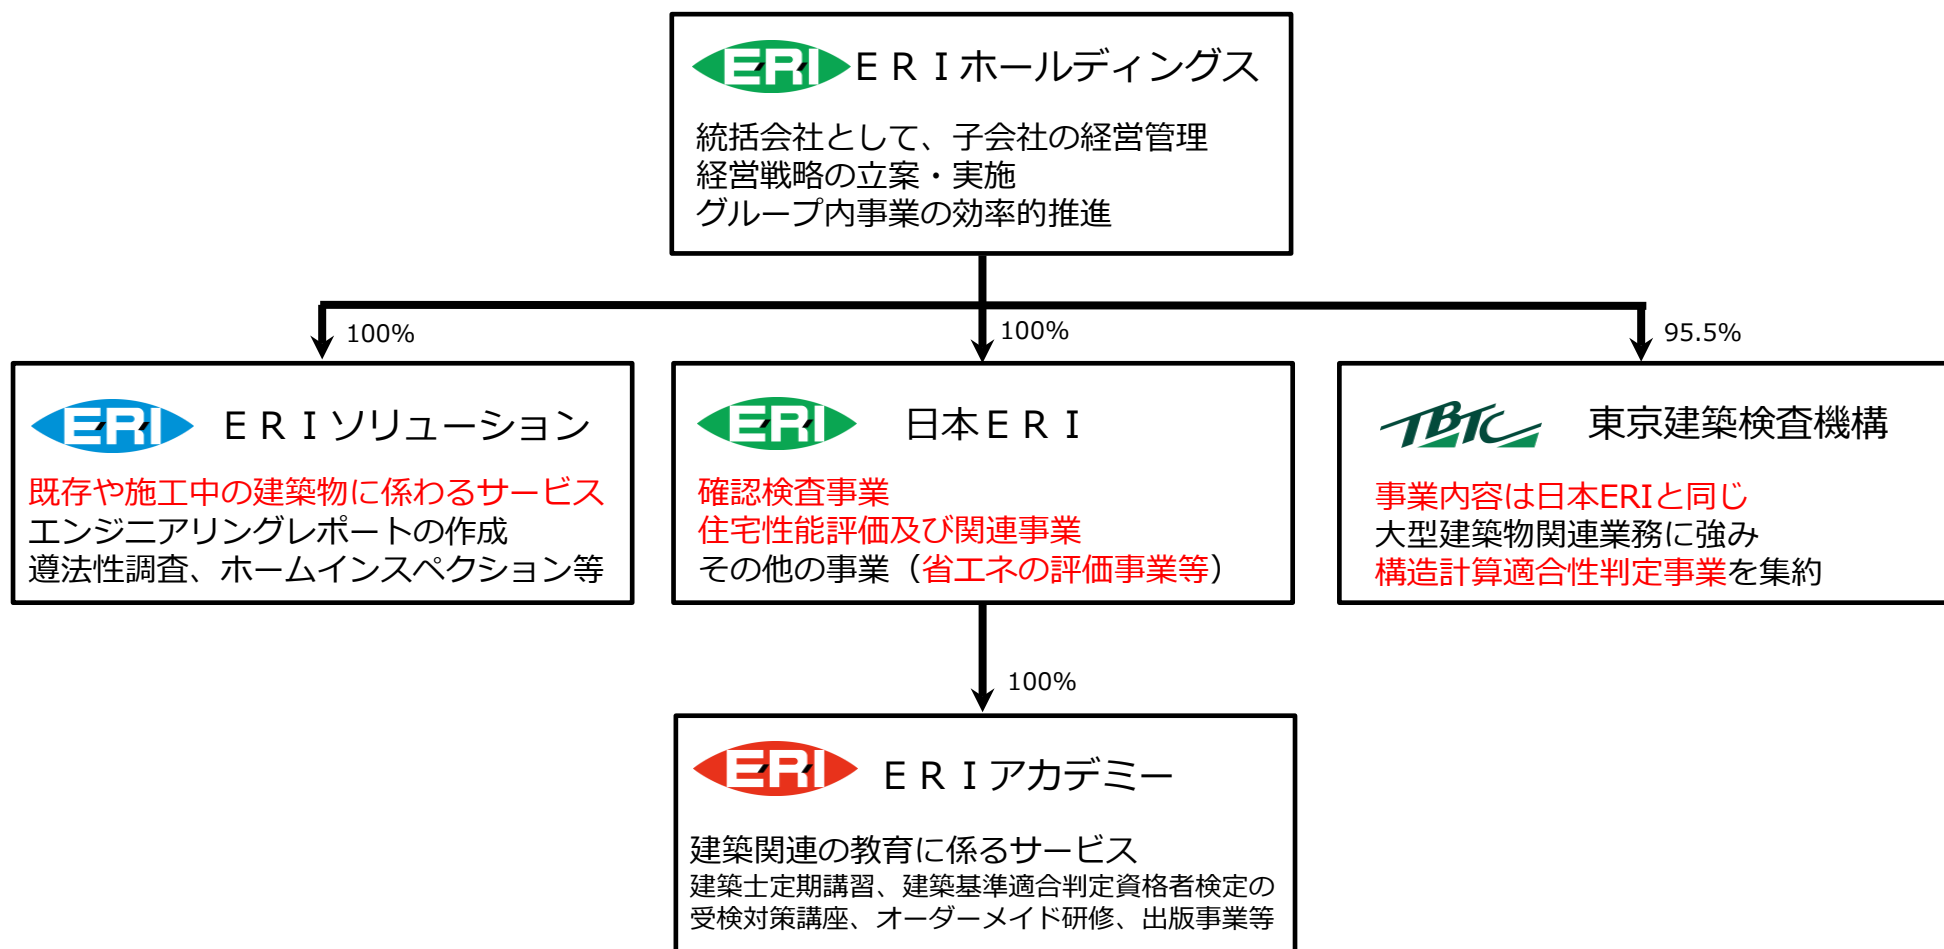 ERI ＥＲＩホールディングス
統括会社として、子会社の経営管理
経営戦略の立案・実施
グループ内事業の効率的推進
100%
100%
95.5%
ERI ＥＲＩソリューション
既存や施工中の建築物に係わるサービス
エンジニアリングレポートの作成
遵法性調査、ホームインスペクション等
ERI 日本ＥＲＩ
確認検査事業
住宅性能評価及び関連事業
その他の事業（省エネの評価事業等）
TBTC 東京建築検査機構
事業内容は日本ERIと同じ
大型建築物関連業務に強み
構造計算適合性判定事業を集約
100%
ERI ＥＲＩアカデミー
建築関連の教育に係るサービス
建築士定期講習、建築基準適合判定資格者検定の
受検対策講座、オーダーメイド研修、出版事業等